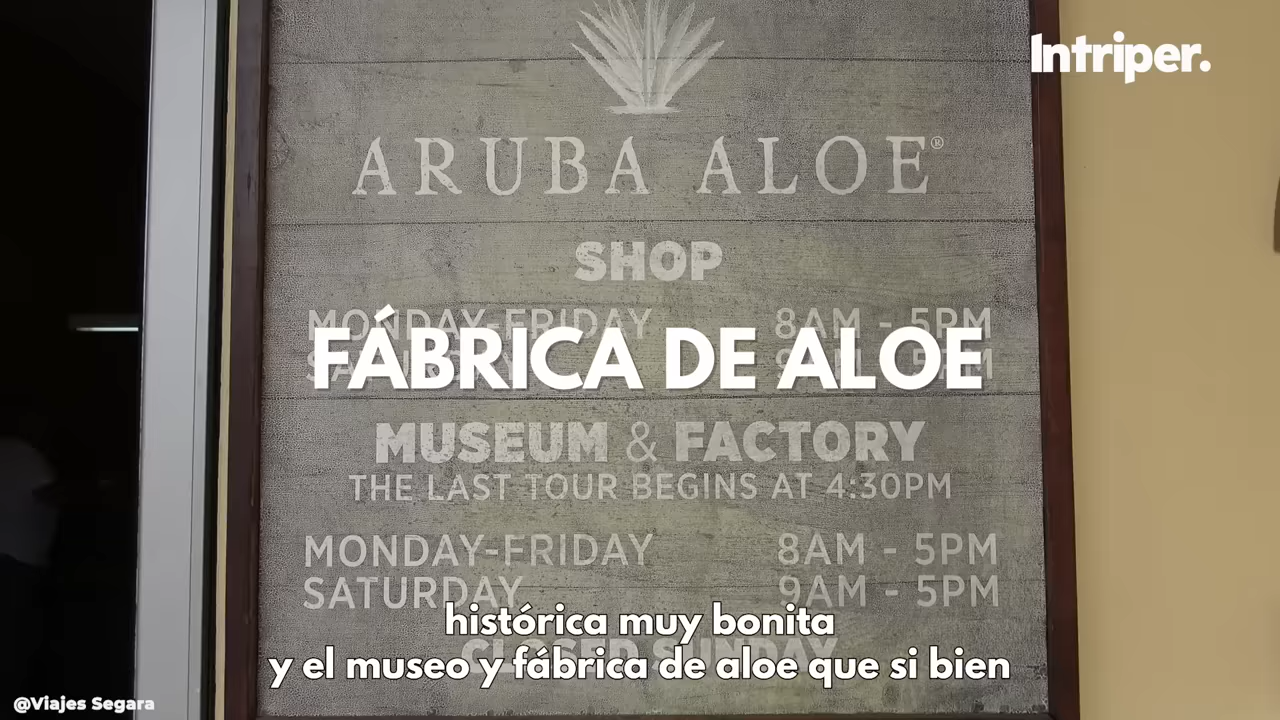 Intriper.
ARUBA ALOE®
SHOP
MONDAY-FRIDAY 8AM - 5PM
FÁBRICA DE ALOE
MUSEUM & FACTORY
THE LAST TOUR BEGINS AT 4:30PM
MONDAY-FRIDAY 8AM - 5PM
SATURDAY 9AM - 5PM
CLOSED SUNDAY
histórica muy bonita
y el museo y fábrica de aloe que si bien
@Viajes Segara